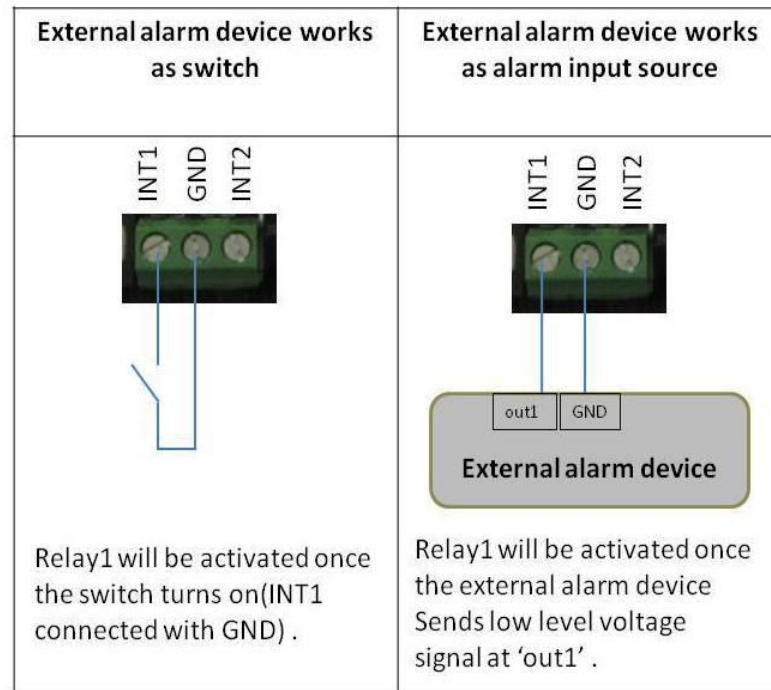 External alarm device works
as switch
External alarm device works
as alarm input source
INT1
GND
INT2
Relay1 will be activated once
the switch turns on(INT1
connected with GND) .
INT1
GND
INT2
out1
GND
External alarm device
Relay1 will be activated once
the external alarm device
Sends low level voltage
signal at ‘out1’ .